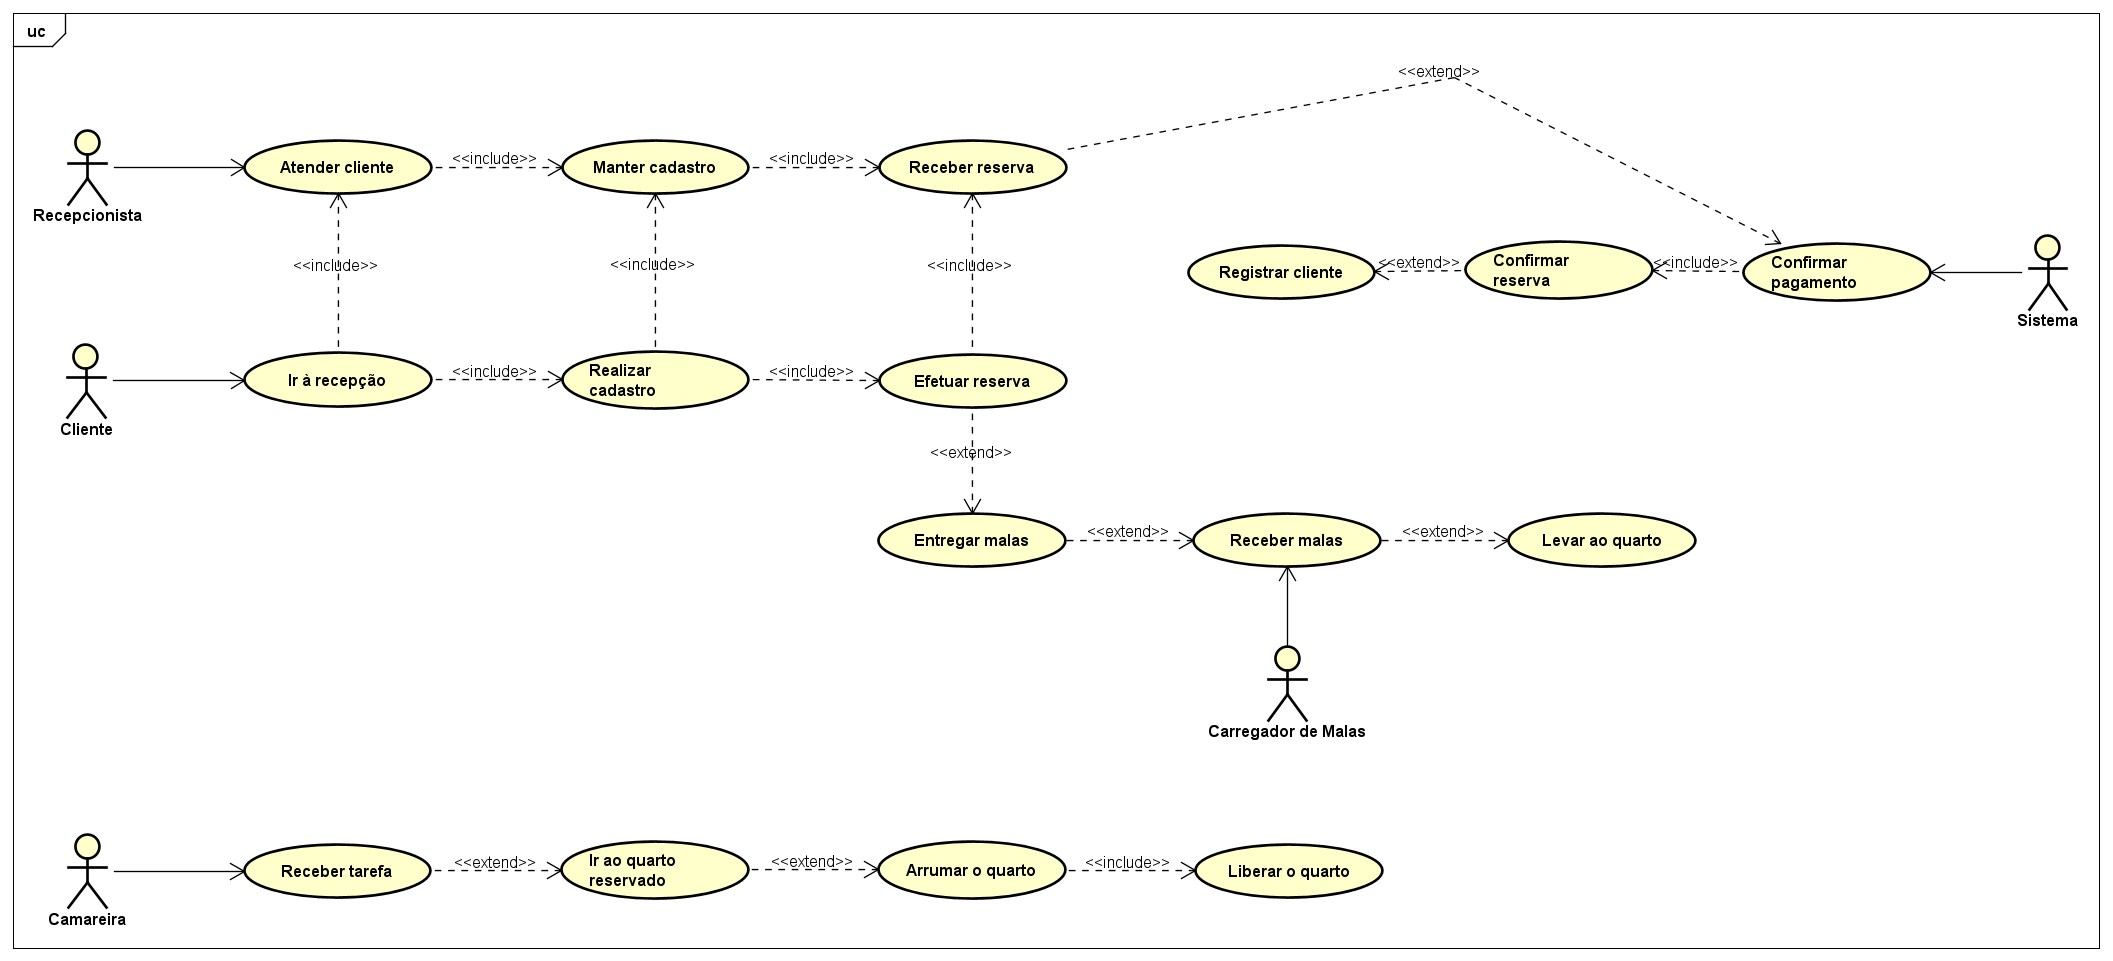 uc
<<extend>>
<<include>>
<<include>>
Atender cliente
Manter cadastro
Receber reserva
Recepcionista
<<include>>
<<include>>
<<include>>
Registrar cliente
<<extend>>
Confirmar
reserva
<<include>>
Confirmar
pagamento
Sistema
<<include>>
<<include>>
Ir à recepção
Realizar
cadastro
Efetuar reserva
Cliente
<<extend>>
Entregar malas
<<extend>>
Receber malas
<<extend>>
Levar ao quarto
Carregador de Malas
Receber tarefa
<<extend>>
Ir ao quarto
reservado
<<extend>>
Arrumar o quarto
<<include>>
Liberar o quarto
Camareira